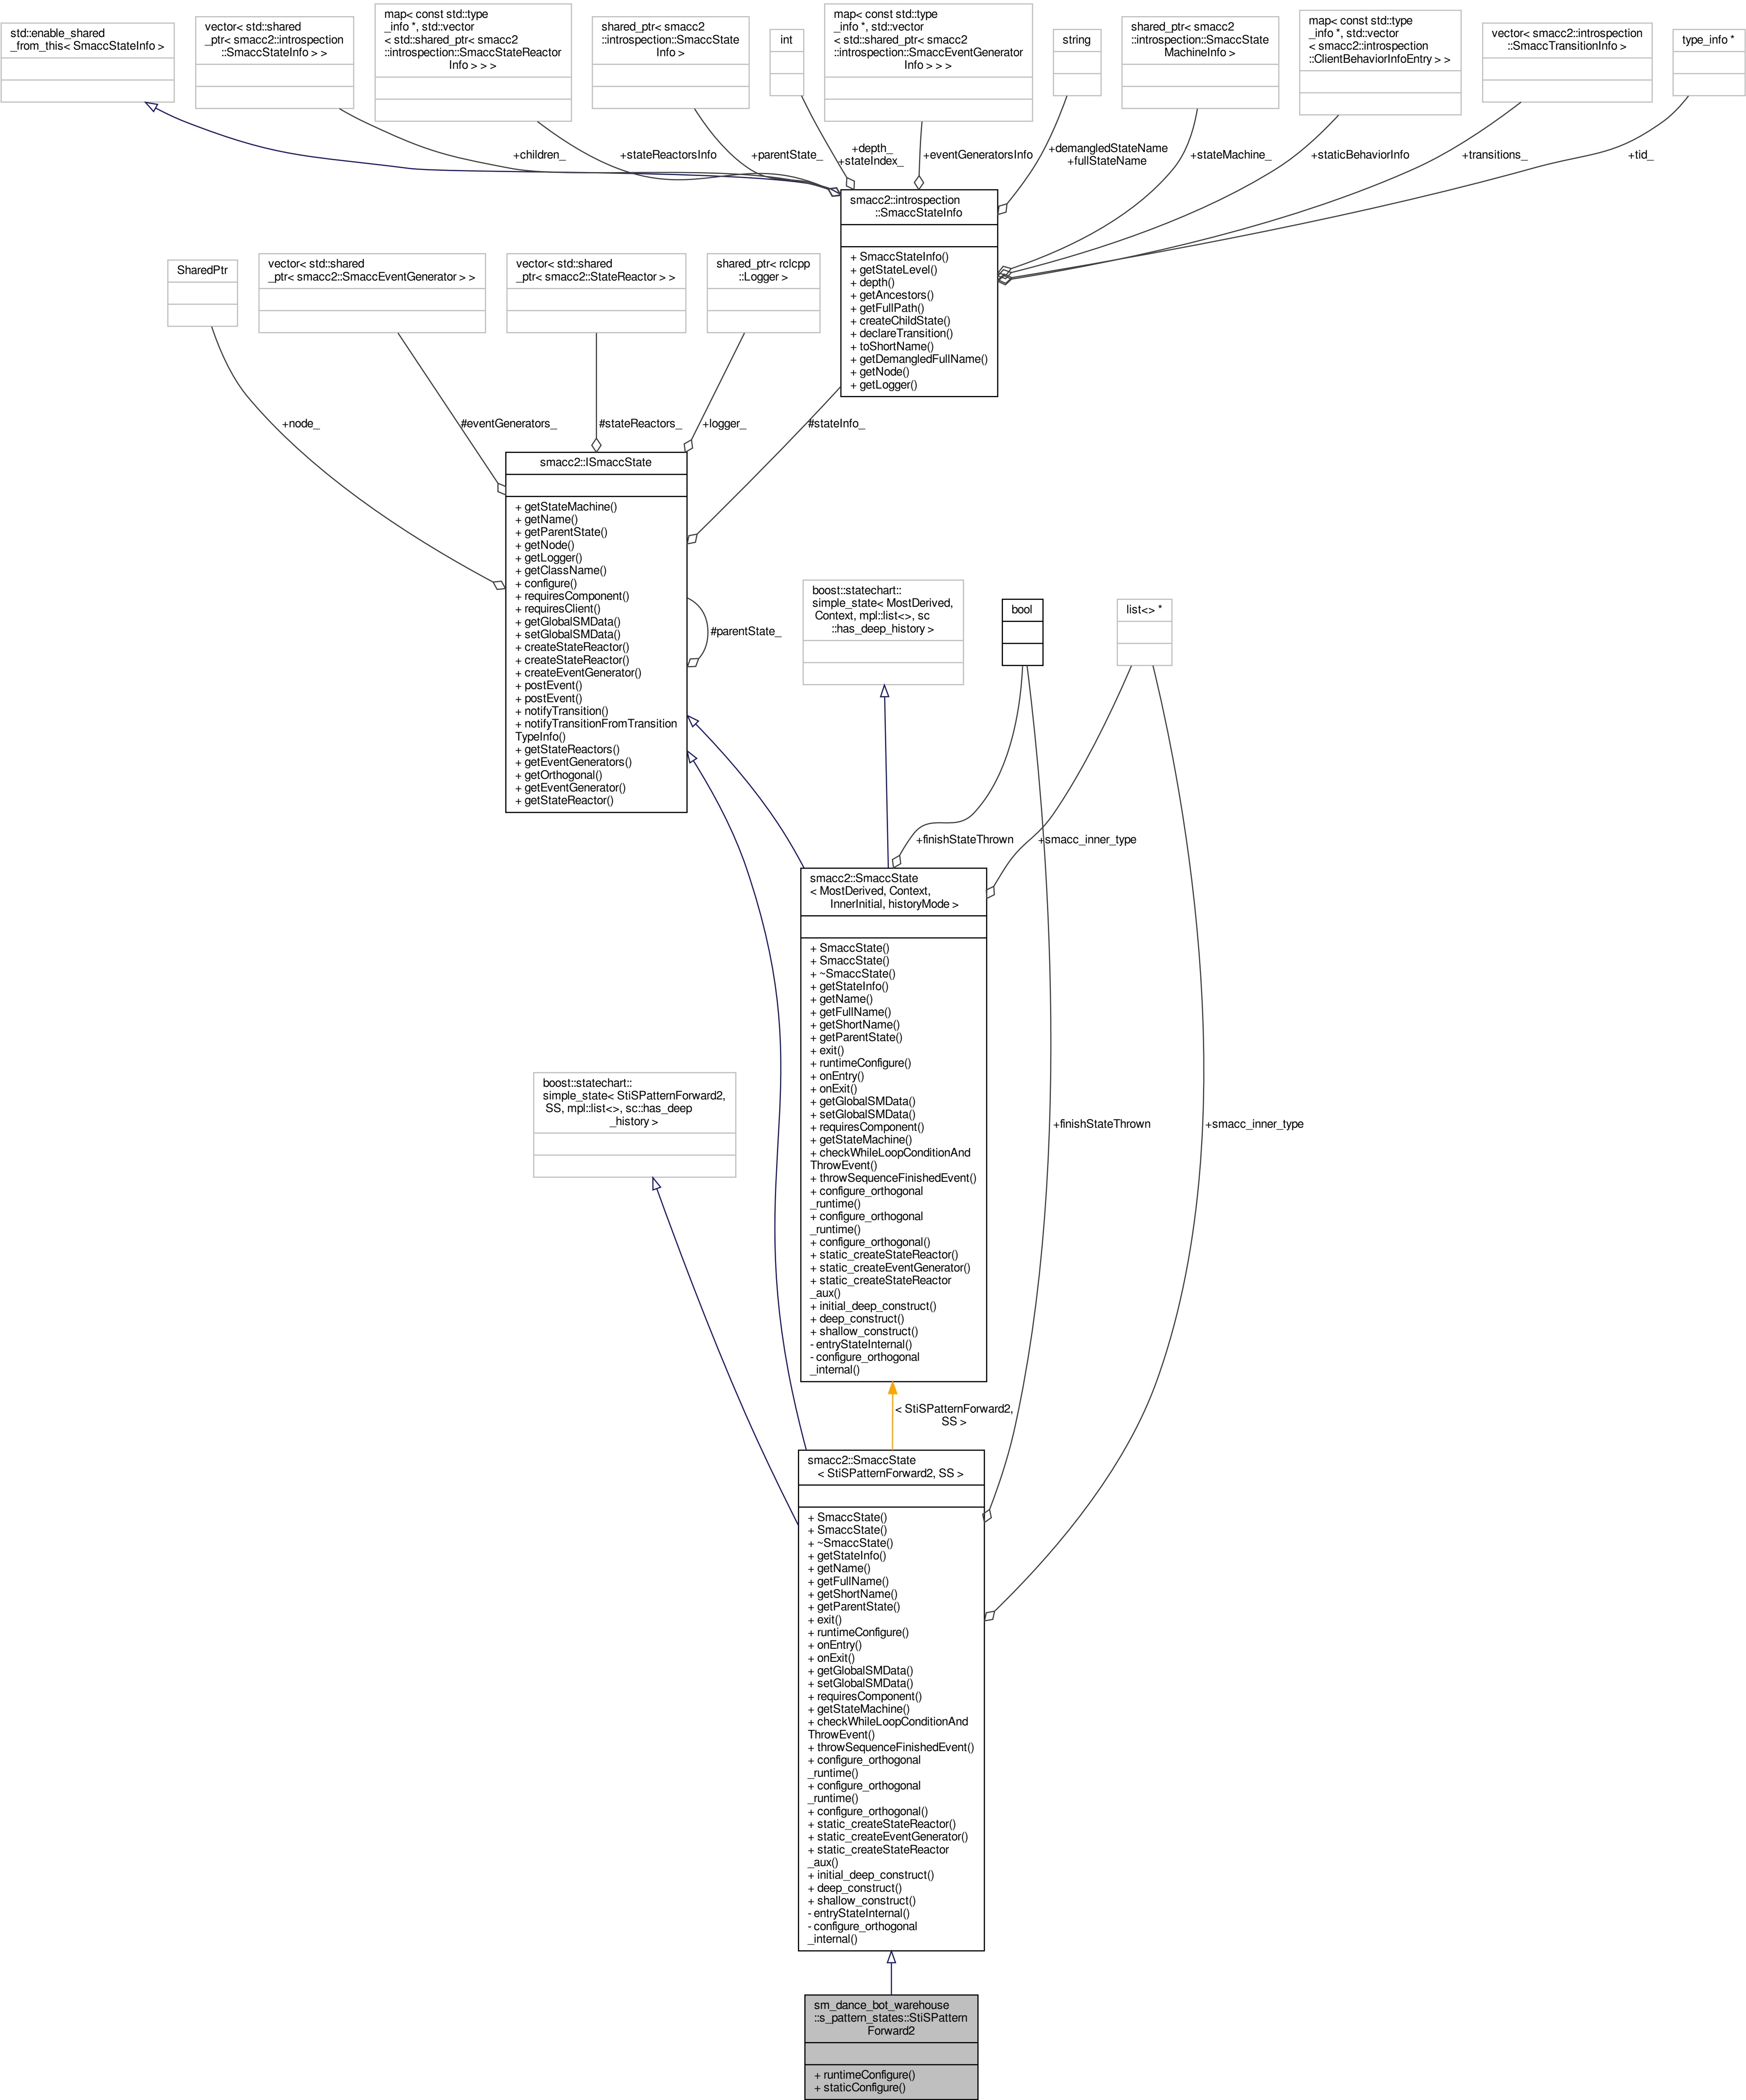 std::enable_shared
_from_this< SmaccStateInfo >
vector< std::shared
_ptr< smacc2::introspection
::SmaccStateInfo > >
map< const std::type
_info *, std::vector
< std::shared_ptr< smacc2
::introspection::SmaccStateReactor
Info > > >
shared_ptr< smacc2
::introspection::SmaccState
Info >
int
map< const std::type
_info *, std::vector
< std::shared_ptr< smacc2
::introspection::SmaccEventGenerator
Info > > >
string
shared_ptr< smacc2
::introspection::SmaccState
MachineInfo >
map< const std::type
_info *, std::vector
< smacc2::introspection
::ClientBehaviorInfoEntry > >
vector< smacc2::introspection
::SmaccTransitionInfo >
type_info *
+children_
+stateReactorsInfo
+parentState_
+depth_
+stateIndex_
+eventGeneratorsInfo
+demangledStateName
+fullStateName
+stateMachine_
+staticBehaviorInfo
+transitions_
+tid_
smacc2::introspection
::SmaccStateInfo
+ SmaccStateInfo()
+ getStateLevel()
+ depth()
+ getAncestors()
+ getFullPath()
+ createChildState()
+ declareTransition()
+ toShortName()
+ getDemangledFullName()
+ getNode()
+ getLogger()
SharedPtr
vector< std::shared
_ptr< smacc2::SmaccEventGenerator > >
vector< std::shared
_ptr< smacc2::StateReactor > >
shared_ptr< rclcpp
::Logger >
+node_
#eventGenerators_
#stateReactors_
+logger_
#stateInfo_
smacc2::ISmaccState
+ getStateMachine()
+ getName()
+ getParentState()
+ getNode()
+ getLogger()
+ getClassName()
+ configure()
+ requiresComponent()
+ requiresClient()
+ getGlobalSMData()
+ setGlobalSMData()
+ createStateReactor()
+ createStateReactor()
+ createEventGenerator()
+ postEvent()
+ postEvent()
+ notifyTransition()
+ notifyTransitionFromTransition
TypeInfo()
+ getStateReactors()
+ getEventGenerators()
+ getOrthogonal()
+ getEventGenerator()
+ getStateReactor()
#parentState_
boost::statechart::
simple_state< MostDerived,
Context, mpl::list<>, sc
::has_deep_history >
bool
list<> *
+finishStateThrown
+smacc_inner_type
smacc2::SmaccState
< MostDerived, Context,
InnerInitial, historyMode >
+ SmaccState()
+ SmaccState()
+ ~SmaccState()
+ getStateInfo()
+ getName()
+ getFullName()
+ getShortName()
+ getParentState()
+ exit()
+ runtimeConfigure()
+ onEntry()
+ onExit()
+ getGlobalSMData()
+ setGlobalSMData()
+ requiresComponent()
+ getStateMachine()
+ checkWhileLoopConditionAnd
ThrowEvent()
+ throwSequenceFinishedEvent()
+ configure_orthogonal
_runtime()
+ configure_orthogonal
_runtime()
+ configure_orthogonal()
+ static_createStateReactor()
+ static_createEventGenerator()
+ static_createStateReactor
_aux()
+ initial_deep_construct()
+ deep_construct()
+ shallow_construct()
- entryStateInternal()
- configure_orthogonal
_internal()
boost::statechart::
simple_state< StiSPatternForward2,
SS, mpl::list<>, sc::has_deep
_history >
+finishStateThrown
+smacc_inner_type
< StiSPatternForward2,
SS >
smacc2::SmaccState
< StiSPatternForward2, SS >
+ SmaccState()
+ SmaccState()
+ ~SmaccState()
+ getStateInfo()
+ getName()
+ getFullName()
+ getShortName()
+ getParentState()
+ exit()
+ runtimeConfigure()
+ onEntry()
+ onExit()
+ getGlobalSMData()
+ setGlobalSMData()
+ requiresComponent()
+ getStateMachine()
+ checkWhileLoopConditionAnd
ThrowEvent()
+ throwSequenceFinishedEvent()
+ configure_orthogonal
_runtime()
+ configure_orthogonal
_runtime()
+ configure_orthogonal()
+ static_createStateReactor()
+ static_createEventGenerator()
+ static_createStateReactor
_aux()
+ initial_deep_construct()
+ deep_construct()
+ shallow_construct()
- entryStateInternal()
- configure_orthogonal
_internal()
sm_dance_bot_warehouse
::s_pattern_states::StiSPattern
Forward2
+ runtimeConfigure()
+ staticConfigure()